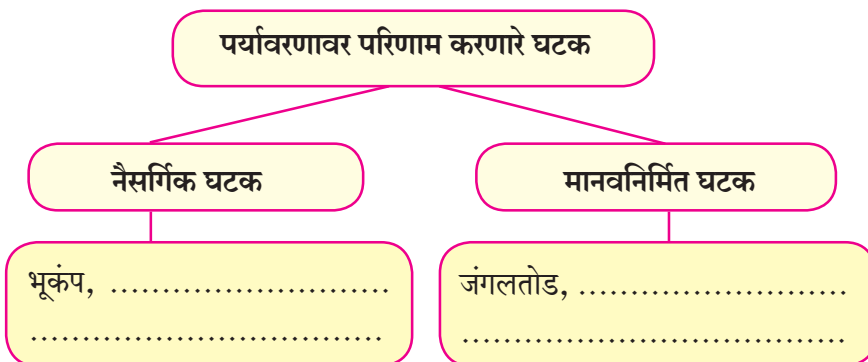 पर्यावरणावर परिणाम करणारे घटक
नैसर्गिक घटक
मानवनिर्मित घटक
भूकंप, ...........................
..................................
जंगलतोड, ..........................
.....................................